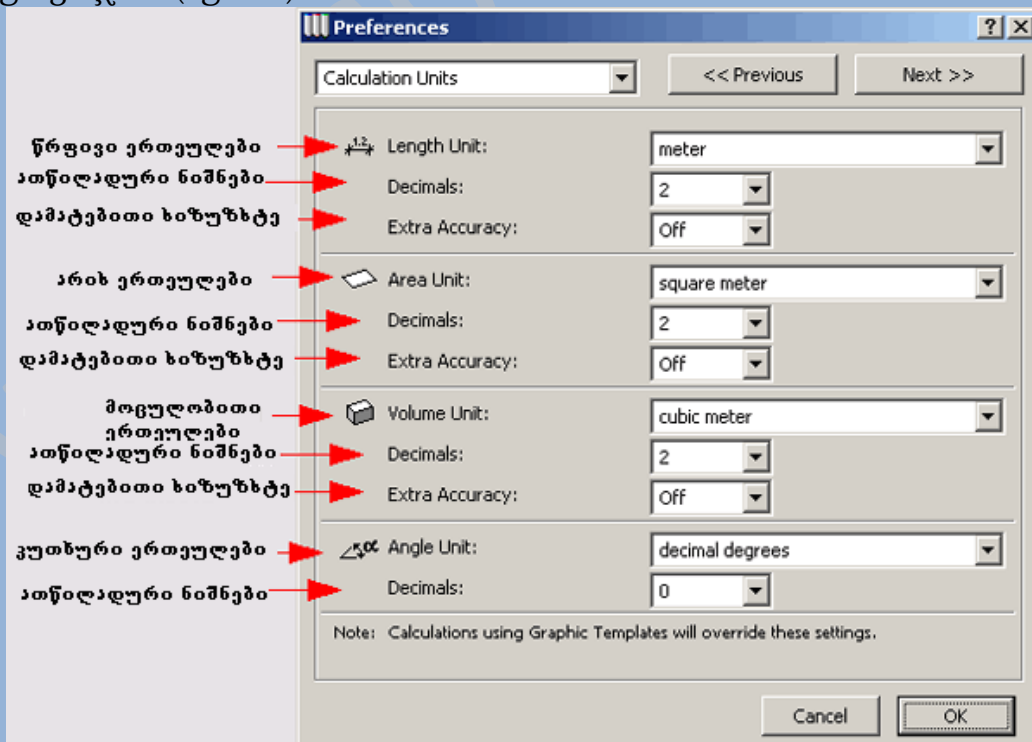 Preferences
Calculation Units
<< Previous
Next >>
წრფივი ერთეულები
Length Unit:
meter
ათწილადური ნიშნები
Decimals:
2
დამატებითი სიზუზსტე
Extra Accuracy:
Off
არის ერთეულები
Area Unit:
square meter
ათწილადური ნიშნები
Decimals:
2
დამატებითი სიზუზსტე
Extra Accuracy:
Off
მოცულობითი
ერთეულები
Volume Unit:
cubic meter
ათწილადური ნიშნები
Decimals:
2
დამატებითი სიზუზსტე
Extra Accuracy:
Off
კუთხური ერთეულები
Angle Unit:
decimal degrees
ათწილადური ნიშნები
Decimals:
0
Note: Calculations using Graphic Templates will override these settings.
Cancel
OK